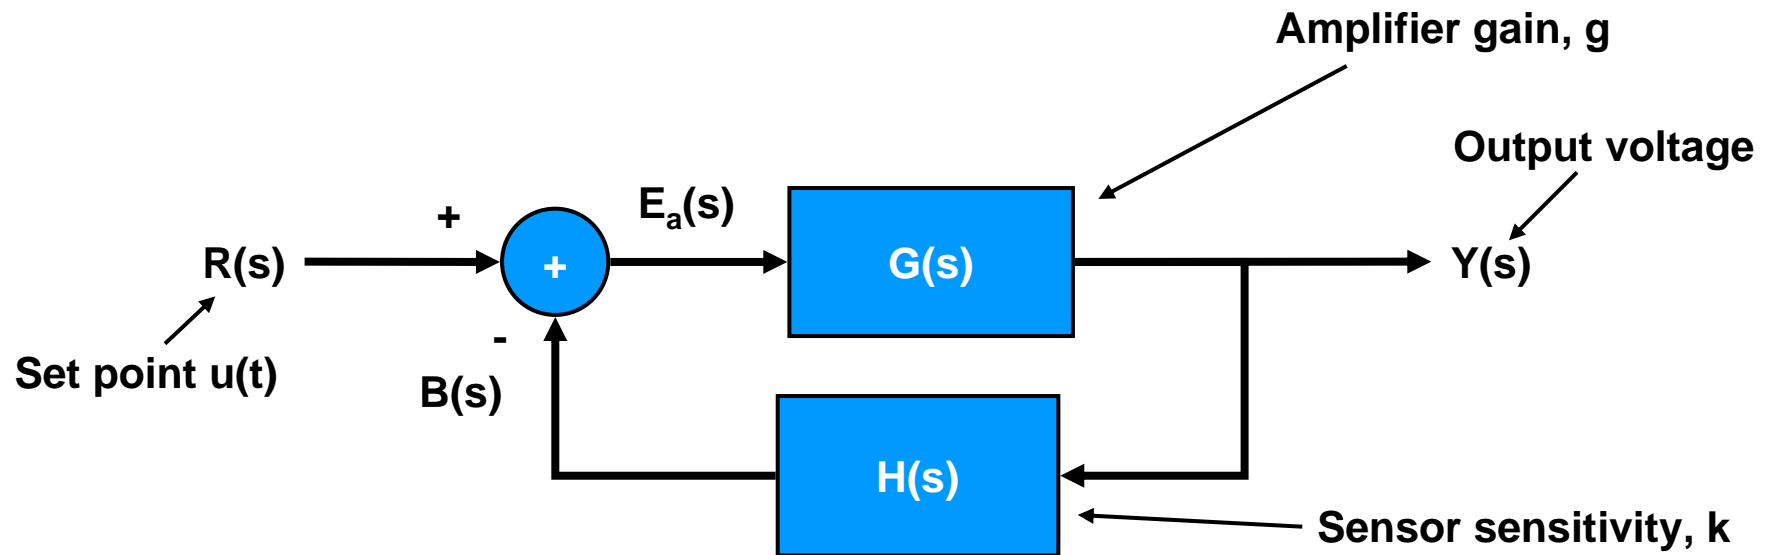 Amplifier gain, g
Output voltage
+
Eₐ(s)
R(s)
+
G(s)
Y(s)
-
Set point u(t)
B(s)
H(s)
Sensor sensitivity, k